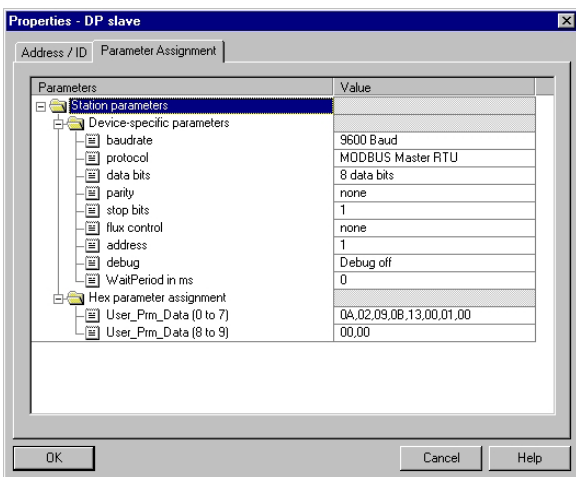 Properties - DP slave
Address / ID Parameter Assignment
Parameters Value
Station parameters
Device-specific parameters
baudrate 9600 Baud
protocol MODBUS Master RTU
data bits 8 data bits
parity none
stop bits 1
flux control none
address 1
debug Debug off
WaitPeriod in ms 0
Hex parameter assignment
User_Prm_Data (0 to 7) 0A,02,09,0B,13,00,01,00
User_Prm_Data (8 to 9) 00,00
OK Cancel Help